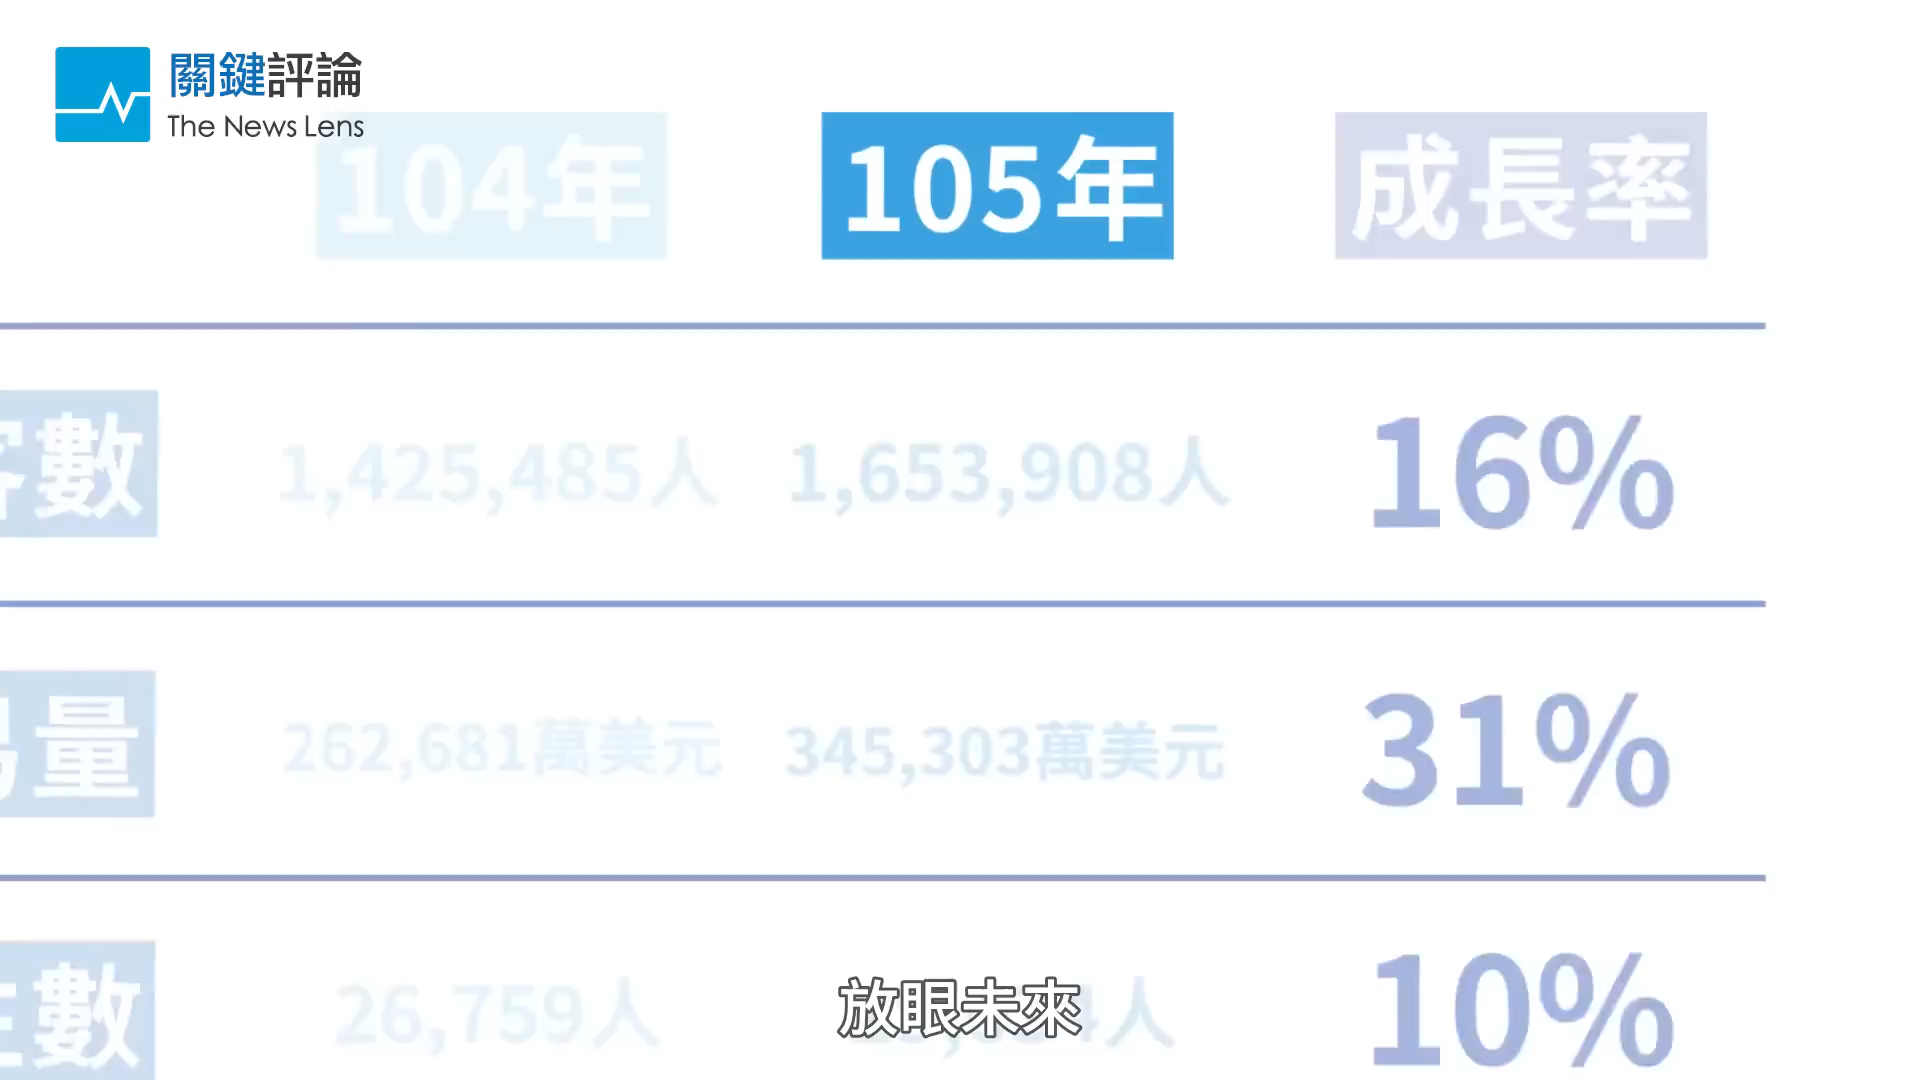 關鍵評論
The News Lens
104年 105年 成長率
客數 1,425,485人 1,653,908人 16%
易量 262,681萬美元 345,303萬美元 31%
數 26,759人 人 10%
放眼未來